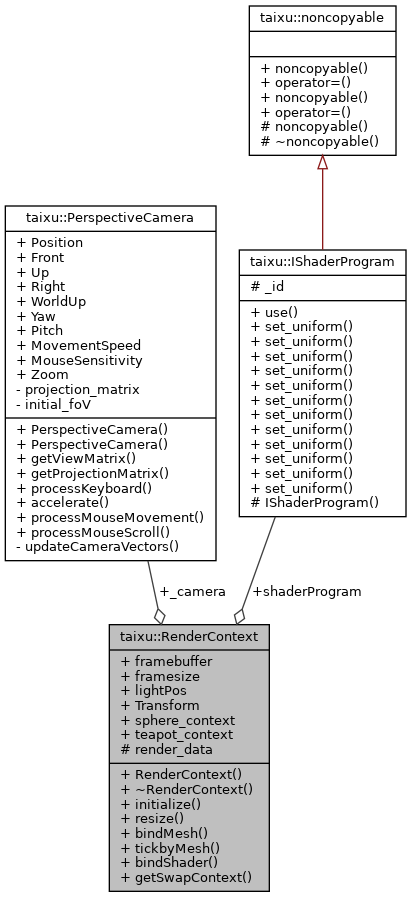 taixu::noncopyable
+ noncopyable()
+ operator=()
+ noncopyable()
+ operator=()
# noncopyable()
# ~noncopyable()
taixu::PerspectiveCamera
+ Position
+ Front
+ Up
+ Right
+ WorldUp
+ Yaw
+ Pitch
+ MovementSpeed
+ MouseSensitivity
+ Zoom
- projection_matrix
- initial_foV
+ PerspectiveCamera()
+ PerspectiveCamera()
+ getViewMatrix()
+ getProjectionMatrix()
+ processKeyboard()
+ accelerate()
+ processMouseMovement()
+ processMouseScroll()
- updateCameraVectors()
taixu::IShaderProgram
# _id
+ use()
+ set_uniform()
+ set_uniform()
+ set_uniform()
+ set_uniform()
+ set_uniform()
+ set_uniform()
+ set_uniform()
+ set_uniform()
+ set_uniform()
+ set_uniform()
+ set_uniform()
+ set_uniform()
# IShaderProgram()
+_camera
+shaderProgram
taixu::RenderContext
+ framebuffer
+ framesize
+ lightPos
+ Transform
+ sphere_context
+ teapot_context
# render_data
+ RenderContext()
+ ~RenderContext()
+ initialize()
+ resize()
+ bindMesh()
+ tickbyMesh()
+ bindShader()
+ getSwapContext()